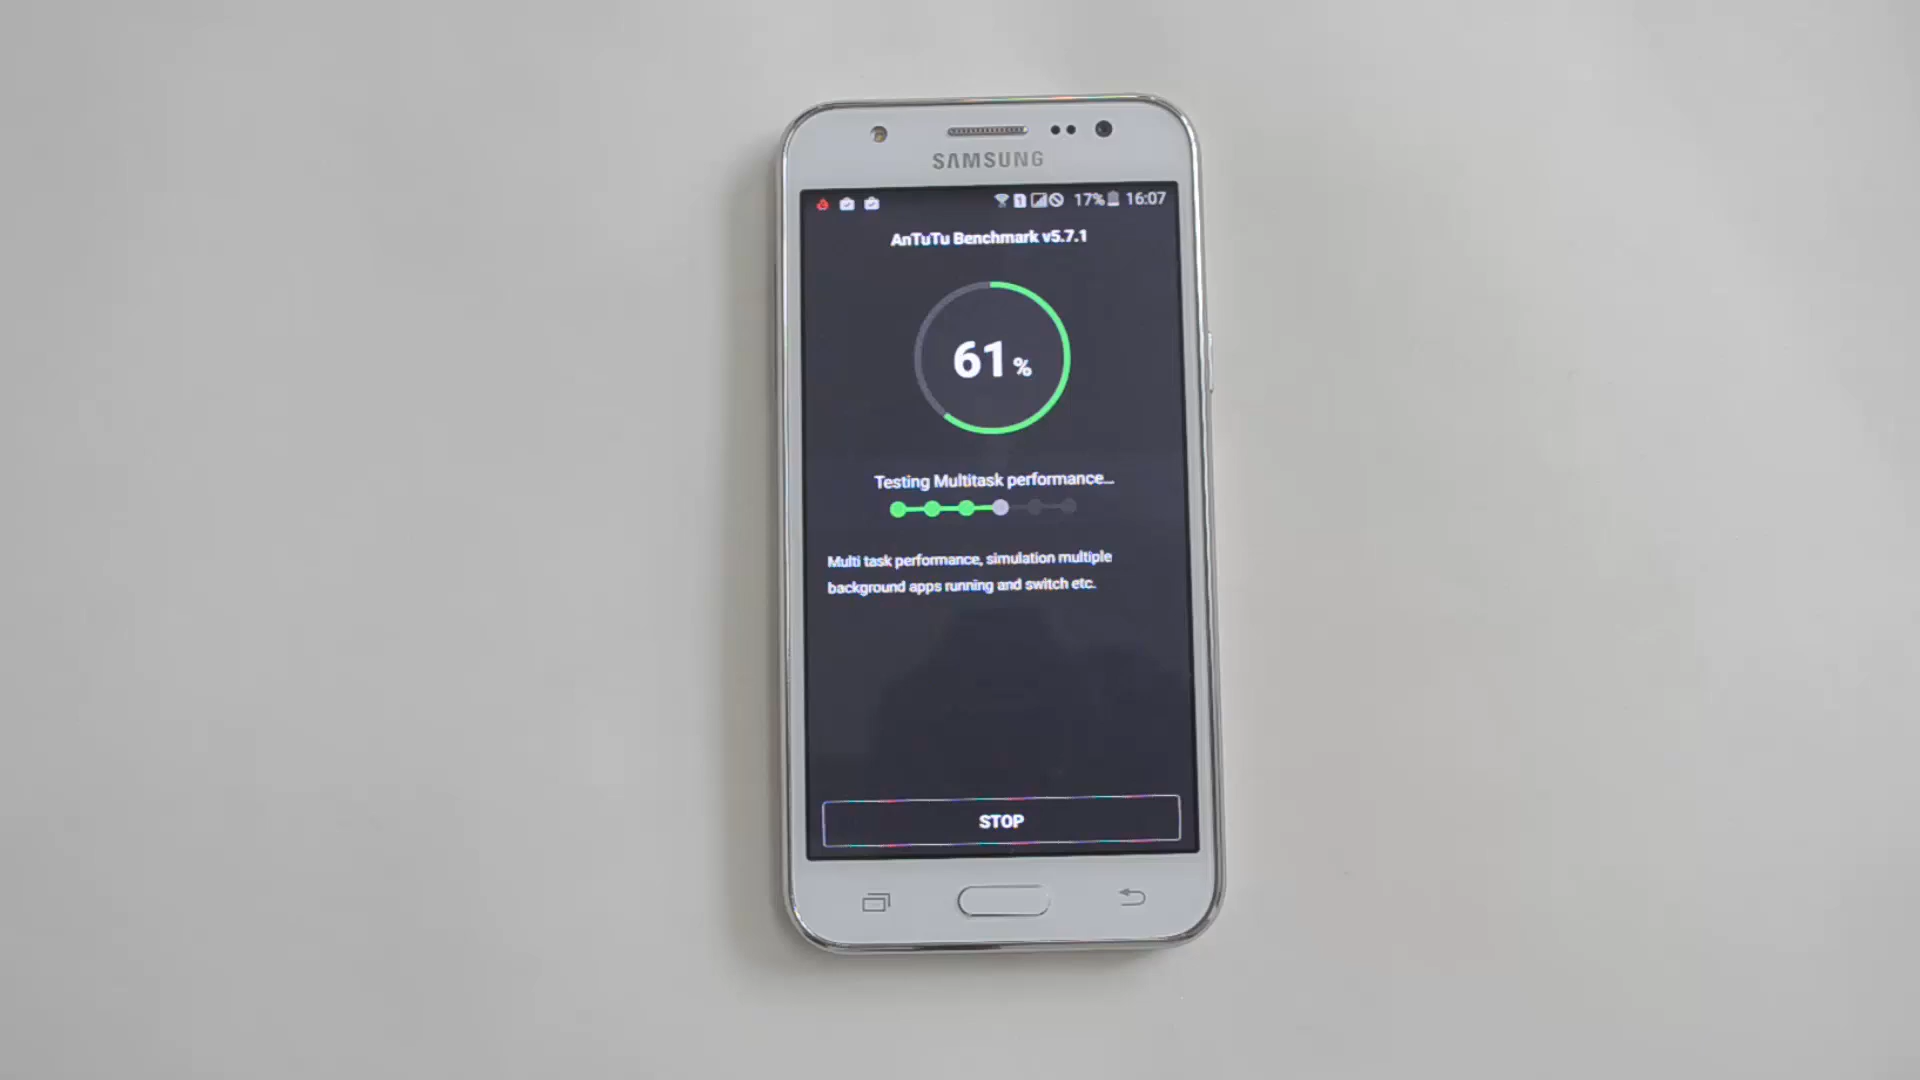 SAMSUNG
1 17% 16:07
AnTuTu Benchmark v5.7.1
61%
Testing Multitask performance...
Multi task performance, simulation multiple
background apps running and switch etc.
STOP